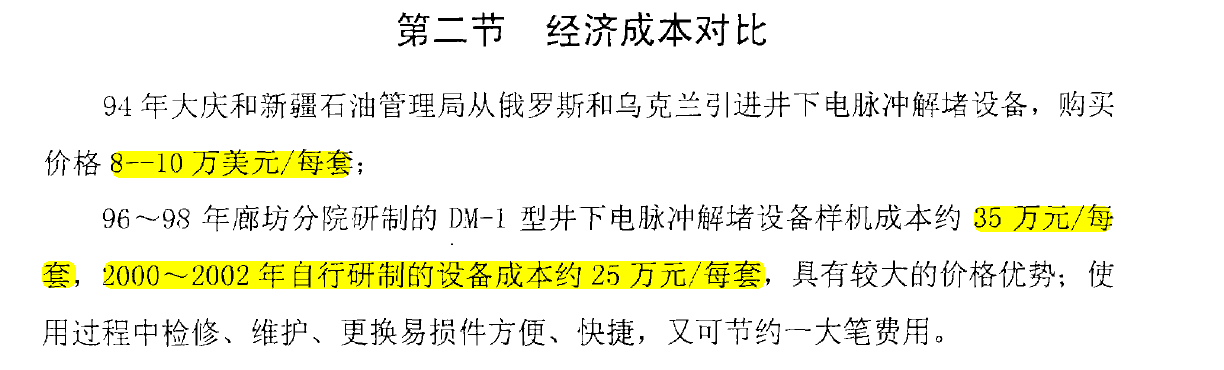 第二节 经济成本对比
94 年大庆和新疆石油管理局从俄罗斯和乌克兰引进井下电脉冲解堵设备，购买
价格 8--10 万美元/每套；
96～98 年廊坊分院研制的 DM-1 型井下电脉冲解堵设备样机成本约 35 万元/每
套，2000～2002 年自行研制的设备成本约 25 万元/每套，具有较大的价格优势；使
用过程中检修、维护、更换易损件方便、快捷，又可节约一大笔费用。